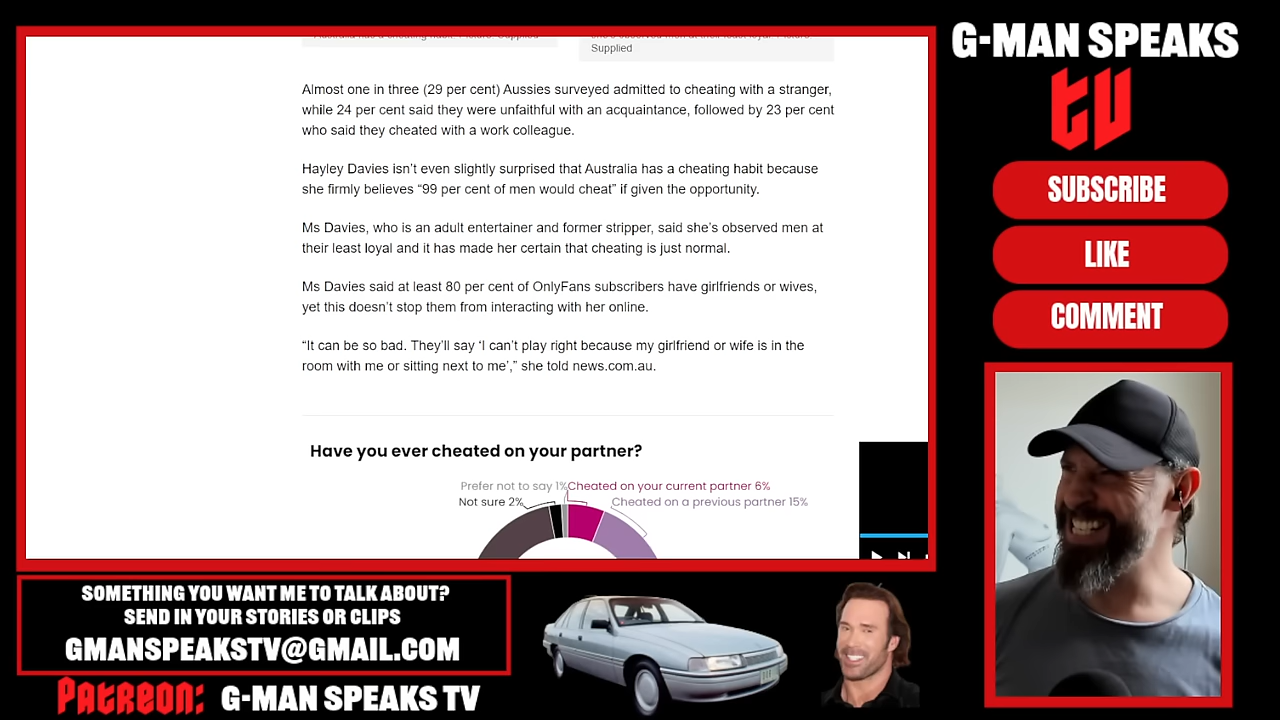 Supplied
Almost one in three (29 per cent) Aussies surveyed admitted to cheating with a stranger,
while 24 per cent said they were unfaithful with an acquaintance, followed by 23 per cent
who said they cheated with a work colleague.
Hayley Davies isn’t even slightly surprised that Australia has a cheating habit because
she firmly believes “99 per cent of men would cheat” if given the opportunity.
Ms Davies, who is an adult entertainer and former stripper, said she’s observed men at
their least loyal and it has made her certain that cheating is just normal.
Ms Davies said at least 80 per cent of OnlyFans subscribers have girlfriends or wives,
yet this doesn’t stop them from interacting with her online.
“It can be so bad. They’ll say ‘I can’t play right because my girlfriend or wife is in the
room with me or sitting next to me’,” she told news.com.au.
Have you ever cheated on your partner?
Prefer not to say 1%
Cheated on your current partner 6%
Not sure 2%
Cheated on a previous partner 15%
G-MAN SPEAKS
TV
SUBSCRIBE
LIKE
COMMENT
SOMETHING YOU WANT ME TO TALK ABOUT?
SEND IN YOUR STORIES OR CLIPS
GMANSPEAKSTV@GMAIL.COM
PATREON: G-MAN SPEAKS TV